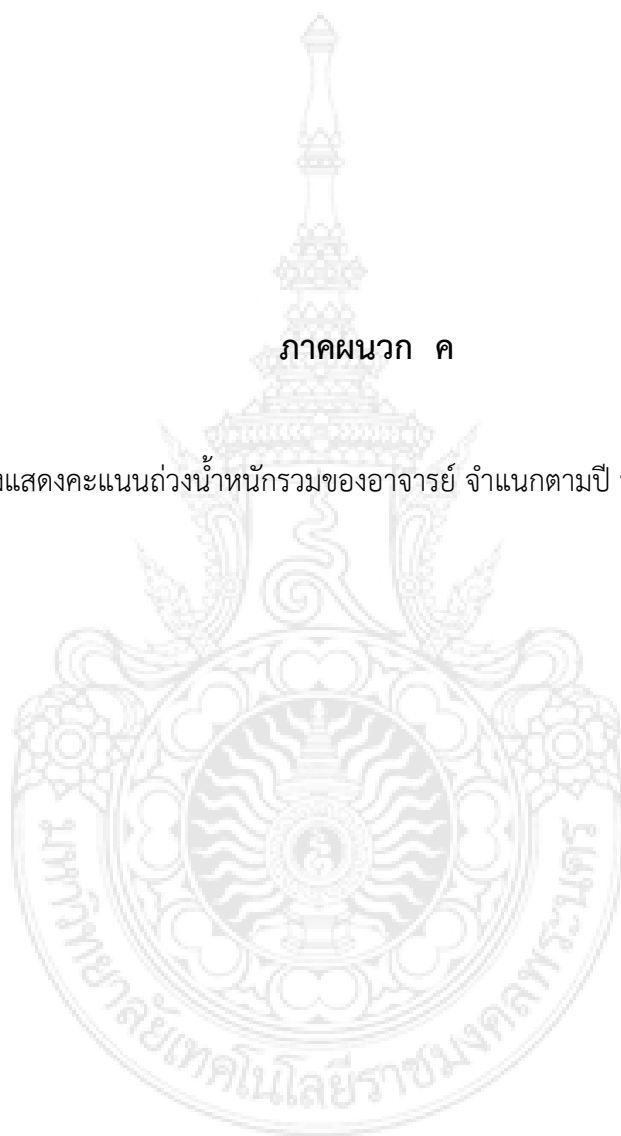 ภาคผนวก ค
แสดงคะแนนถ่วงน้ำหนักรวมของอาจารย์ จำแนกตามปี
มหาวิทยาลัยเทคโนโลยีราชมงคลพระนคร